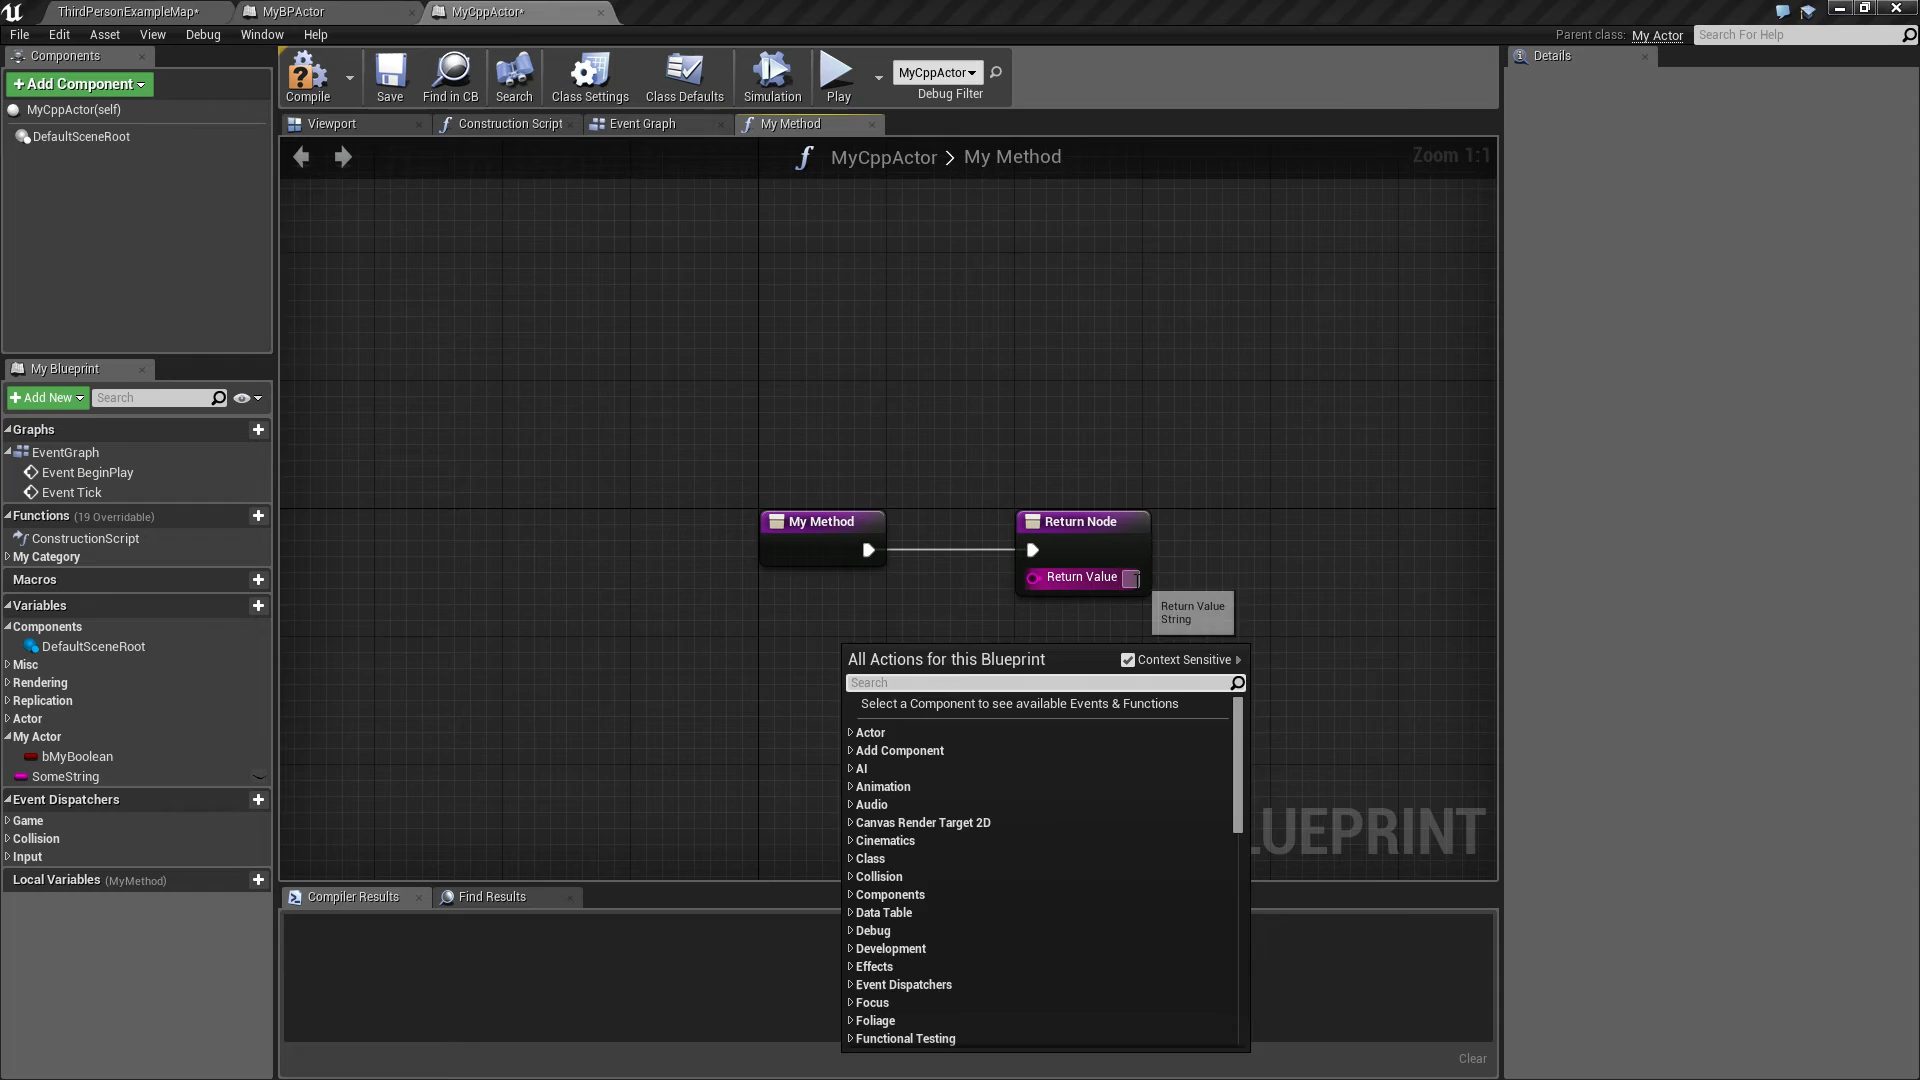 ThirdPersonExampleMap*
MyBPActor
MyCppActor*
File Edit Asset View Debug Window Help
Parent class: My Actor
Search For Help
Components
Details
+Add Component
Compile
Save
Find in CB
Search
Class Settings
Class Defaults
Simulation
Play
MyCppActor
Debug Filter
MyCppActor(self)
DefaultSceneRoot
Viewport
Construction Script
Event Graph
My Method
MyCppActor > My Method
Zoom 1:1
My Blueprint
+Add New
Search
Graphs
EventGraph
Event BeginPlay
Event Tick
Functions (19 Overridable)
ConstructionScript
My Category
Macros
Variables
Components
DefaultSceneRoot
Misc
Rendering
Replication
Actor
My Actor
bMyBoolean
SomeString
Event Dispatchers
Game
Collision
Input
Local Variables (MyMethod)
My Method
Return Node
Return Value
Return Value
String
All Actions for this Blueprint
Context Sensitive
Search
Select a Component to see available Events & Functions
Actor
Add Component
AI
Animation
Audio
Canvas Render Target 2D
Cinematics
Class
Collision
Components
Data Table
Debug
Development
Effects
Event Dispatchers
Focus
Foliage
Functional Testing
LUEPRINT
Compiler Results
Find Results
Clear